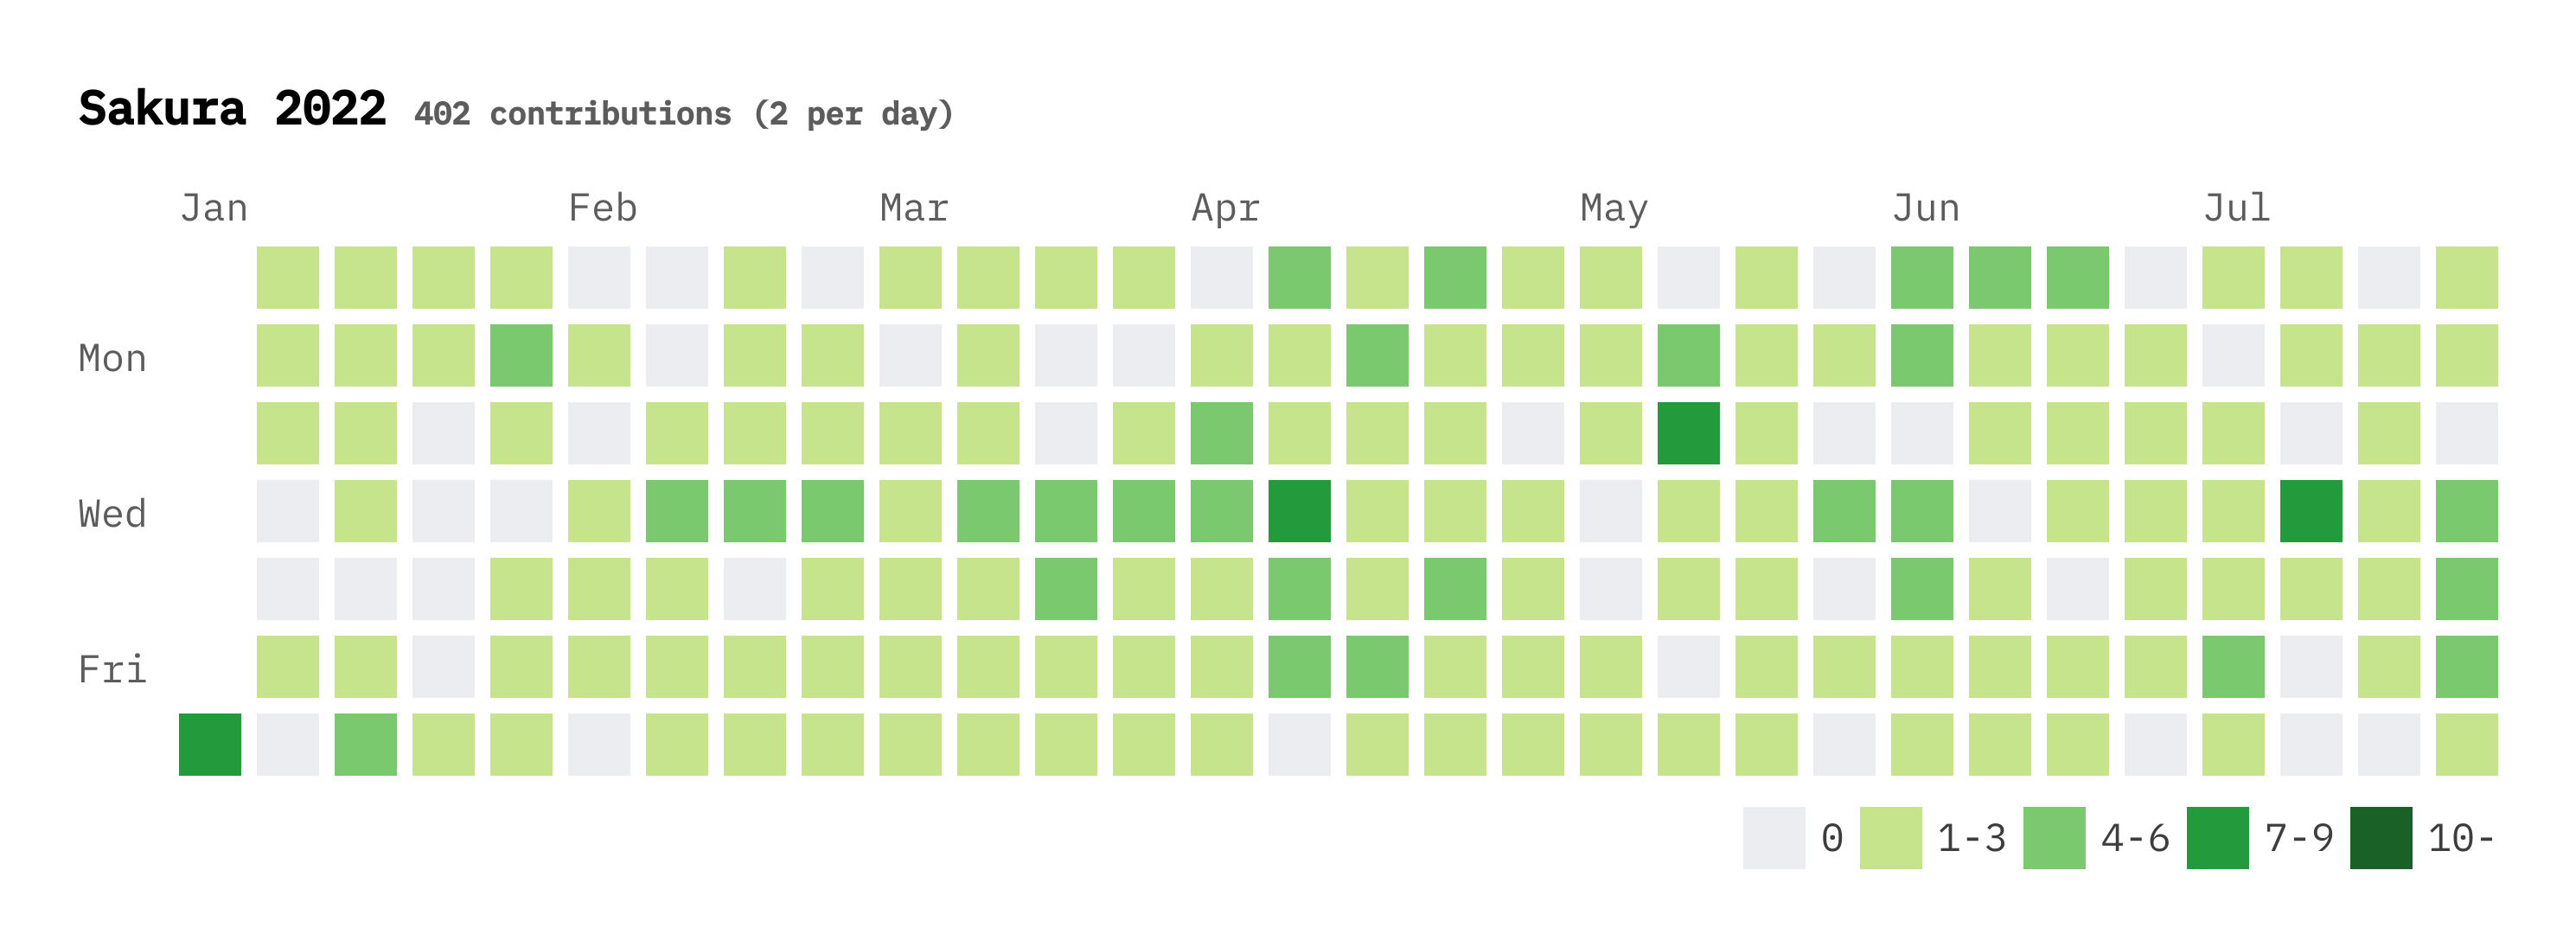 Sakura 2022 402 contributions (2 per day)
Jan Feb Mar Apr May Jun Jul
Mon
Wed
Fri
0 1-3 4-6 7-9 10-